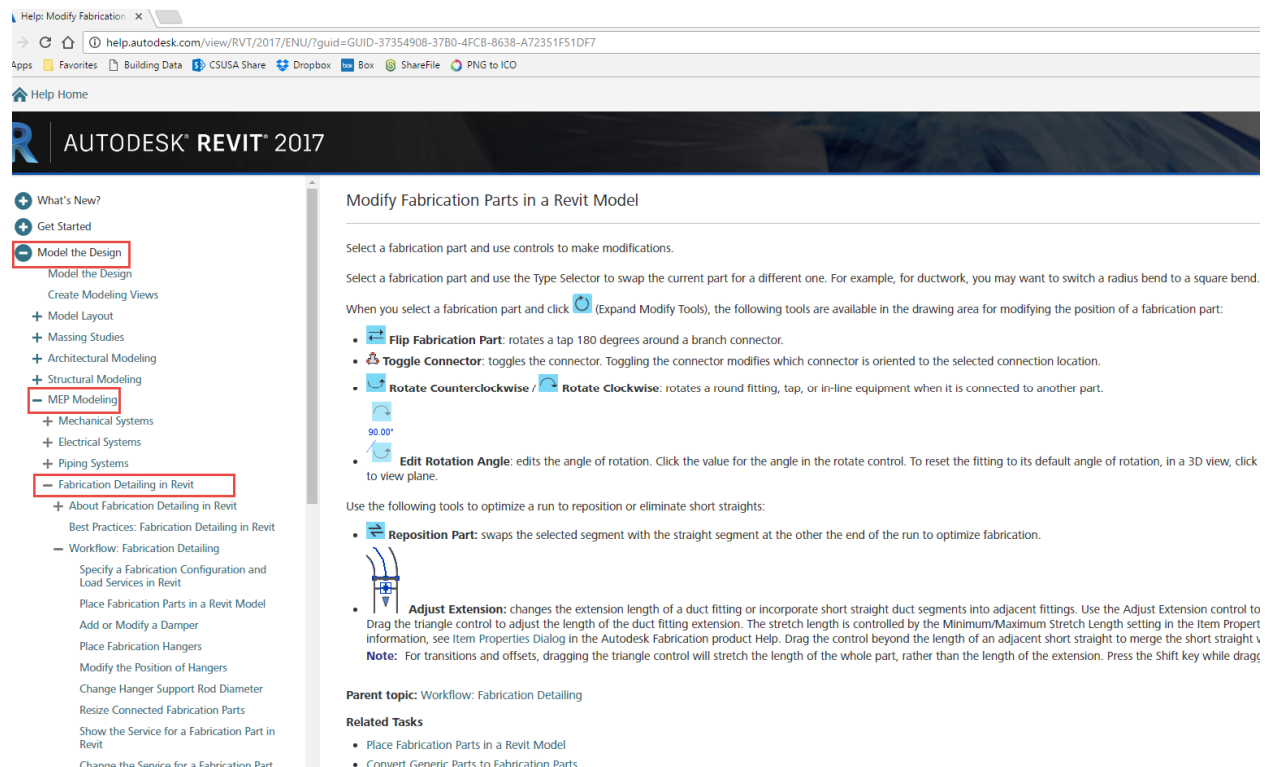 Help: Modify Fabrication
help.autodesk.com/view/RVT/2017/ENU/?guid=GUID-37354908-37B0-4FCB-8638-A72351F51DF7
Apps Favorites Building Data CSUSA Share Dropbox Box ShareFile PNG to ICO
Help Home
AUTODESK® REVIT® 2017
What's New?
Get Started
Model the Design
Model the Design
Create Modeling Views
Model Layout
Massing Studies
Architectural Modeling
Structural Modeling
MEP Modeling
Mechanical Systems
Electrical Systems
Piping Systems
Fabrication Detailing in Revit
About Fabrication Detailing in Revit
Best Practices: Fabrication Detailing in Revit
Workflow: Fabrication Detailing
Specify a Fabrication Configuration and
Load Services in Revit
Place Fabrication Parts in a Revit Model
Add or Modify a Damper
Place Fabrication Hangers
Modify the Position of Hangers
Change Hanger Support Rod Diameter
Resize Connected Fabrication Parts
Show the Service for a Fabrication Part in
Revit
Change the Service for a Fabrication Part
Modify Fabrication Parts in a Revit Model
Select a fabrication part and use controls to make modifications.
Select a fabrication part and use the Type Selector to swap the current part for a different one. For example, for ductwork, you may want to switch a radius bend to a square bend.
When you select a fabrication part and click (Expand Modify Tools), the following tools are available in the drawing area for modifying the position of a fabrication part:
• Flip Fabrication Part: rotates a tap 180 degrees around a branch connector.
• Toggle Connector: toggles the connector. Toggling the connector modifies which connector is oriented to the selected connection location.
• Rotate Counterclockwise / Rotate Clockwise: rotates a round fitting, tap, or in-line equipment when it is connected to another part.
90.00°
• Edit Rotation Angle: edits the angle of rotation. Click the value for the angle in the rotate control. To reset the fitting to its default angle of rotation, in a 3D view, click
to view plane.
Use the following tools to optimize a run to reposition or eliminate short straights:
• Reposition Part: swaps the selected segment with the straight segment at the other the end of the run to optimize fabrication.
• Adjust Extension: changes the extension length of a duct fitting or incorporate short straight duct segments into adjacent fittings. Use the Adjust Extension control to
Drag the triangle control to adjust the length of the duct fitting extension. The stretch length is controlled by the Minimum/Maximum Stretch Length setting in the Item Propert
information, see Item Properties Dialog in the Autodesk Fabrication product Help. Drag the control beyond the length of an adjacent short straight to merge the short straight
Note: For transitions and offsets, dragging the triangle control will stretch the length of the whole part, rather than the length of the extension. Press the Shift key while dragg
Parent topic: Workflow: Fabrication Detailing
Related Tasks
• Place Fabrication Parts in a Revit Model
• Convert Generic Parts to Fabrication Parts